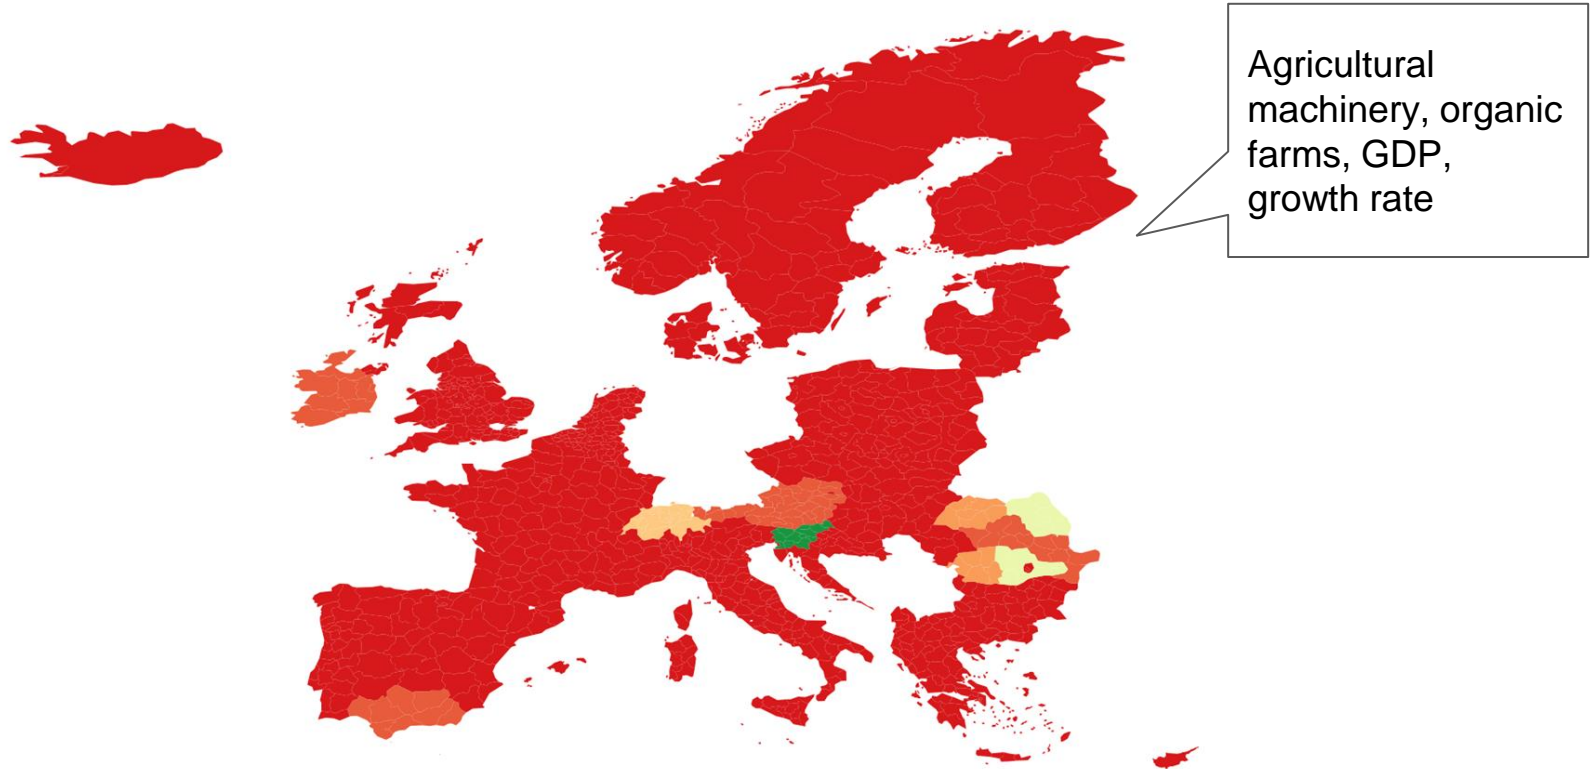 Agricultural
machinery, organic
farms, GDP,
growth rate